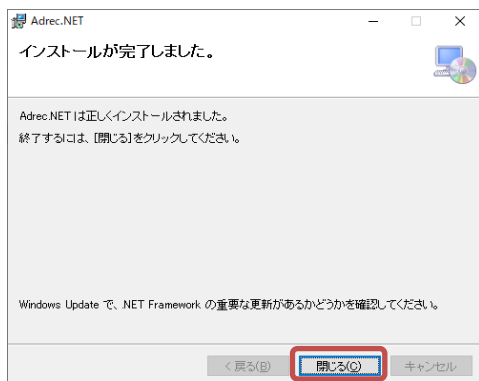 Adrec.NET
インストールが完了しました。
Adrec.NET は正しくインストールされました。
終了するには、[閉じる]をクリックしてください。
Windows Update で、.NET Framework の重要な更新があるかどうかを確認してください。
< 戻る(B)
閉じる(C)
キャンセル